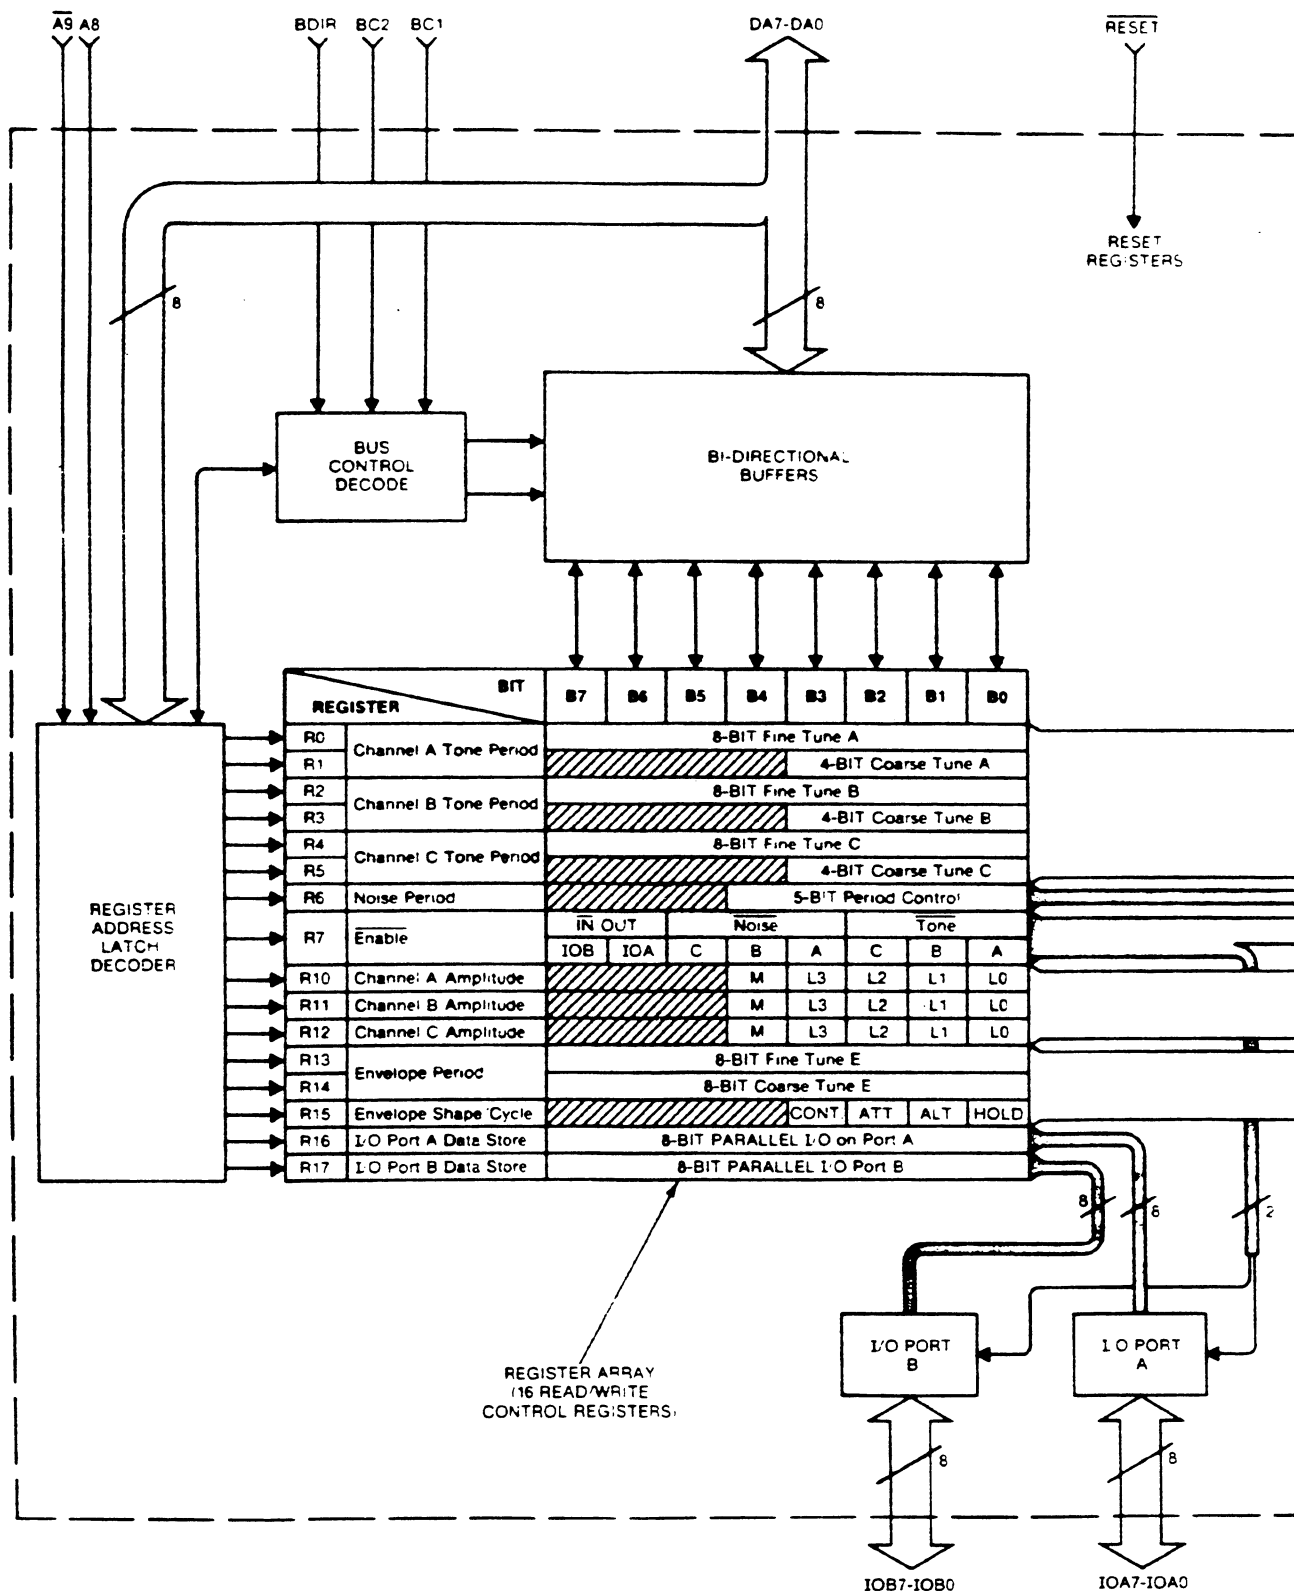 A9 A8 BDIR BC2 BC1 DA7-DA0 RESET
RESET
REGISTERS
8 8
BUS
CONTROL
DECODE
BI-DIRECTIONAL
BUFFERS
BIT
REGISTER
B7 B6 B5 B4 B3 B2 B1 B0
REGISTER
ADDRESS
LATCH
DECODER
R0 Channel A Tone Period 8-BIT Fine Tune A
R1 4-BIT Coarse Tune A
R2 Channel B Tone Period 8-BIT Fine Tune B
R3 4-BIT Coarse Tune B
R4 Channel C Tone Period 8-BIT Fine Tune C
R5 4-BIT Coarse Tune C
R6 Noise Period 5-BIT Period Control
R7 Enable IN OUT Noise Tone
IOB IOA C B A C B A
R10 Channel A Amplitude M L3 L2 L1 L0
R11 Channel B Amplitude M L3 L2 L1 L0
R12 Channel C Amplitude M L3 L2 L1 L0
R13 Envelope Period 8-BIT Fine Tune E
R14 8-BIT Coarse Tune E
R15 Envelope Shape Cycle CONT. ATT ALT HOLD
R16 I/O Port A Data Store 8-BIT PARALLEL I/O on Port A
R17 I/O Port B Data Store 8-BIT PARALLEL I/O Port B
8 8 2
I/O PORT
B
I O PORT
A
REGISTER ARRAY
(16 READ/WRITE
CONTROL REGISTERS)
8 8
IOB7-IOB0 IOA7-IOA0